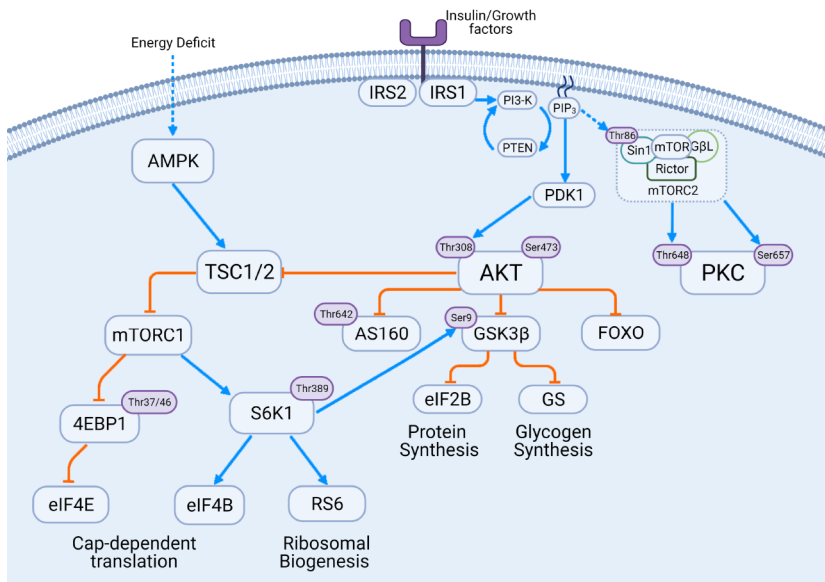 Insulin/Growth
factors
Energy Deficit
IRS2
IRS1
PI3-K
PIP₃
PTEN
Thr86
Sin1
mTOR
GβL
Rictor
mTORC2
AMPK
PDK1
Thr308
Ser473
AKT
Thr648
Ser657
PKC
TSC1/2
Thr642
AS160
Ser9
GSK3β
FOXO
mTORC1
Thr389
S6K1
Thr37/46
4EBP1
eIF2B
GS
Protein
Synthesis
Glycogen
Synthesis
eIF4E
eIF4B
RS6
Cap-dependent
translation
Ribosomal
Biogenesis